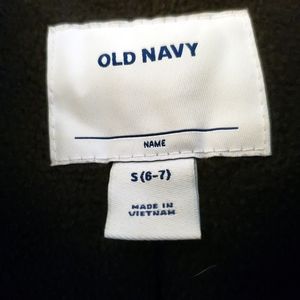 OLD NAVY
NAME
S (6-7)
MADE IN
VIETNAM